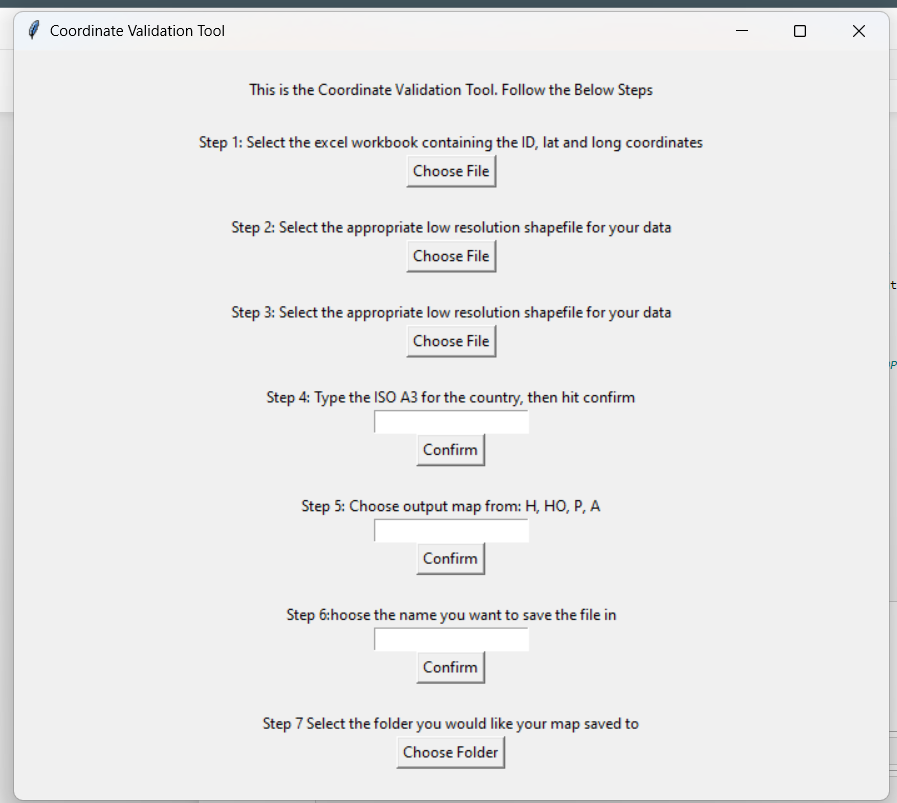 Coordinate Validation Tool
This is the Coordinate Validation Tool. Follow the Below Steps
Step 1: Select the excel workbook containing the ID, lat and long coordinates
Choose File
Step 2: Select the appropriate low resolution shapefile for your data
Choose File
Step 3: Select the appropriate low resolution shapefile for your data
Choose File
Step 4: Type the ISO A3 for the country, then hit confirm
Confirm
Step 5: Choose output map from: H, HO, P, A
Confirm
Step 6:hoose the name you want to save the file in
Confirm
Step 7 Select the folder you would like your map saved to
Choose Folder